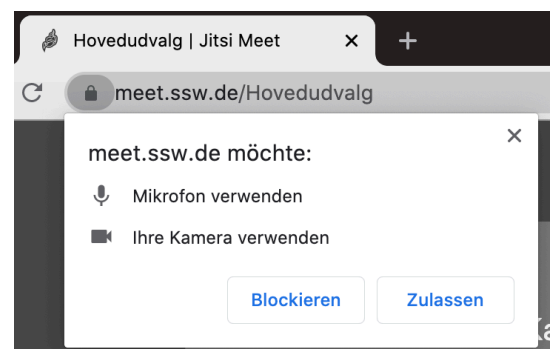 Hovedudvalg | Jitsi Meet
meet.ssw.de/Hovedudvalg
meet.ssw.de möchte:
Mikrofon verwenden
Ihre Kamera verwenden
Blockieren Zulassen